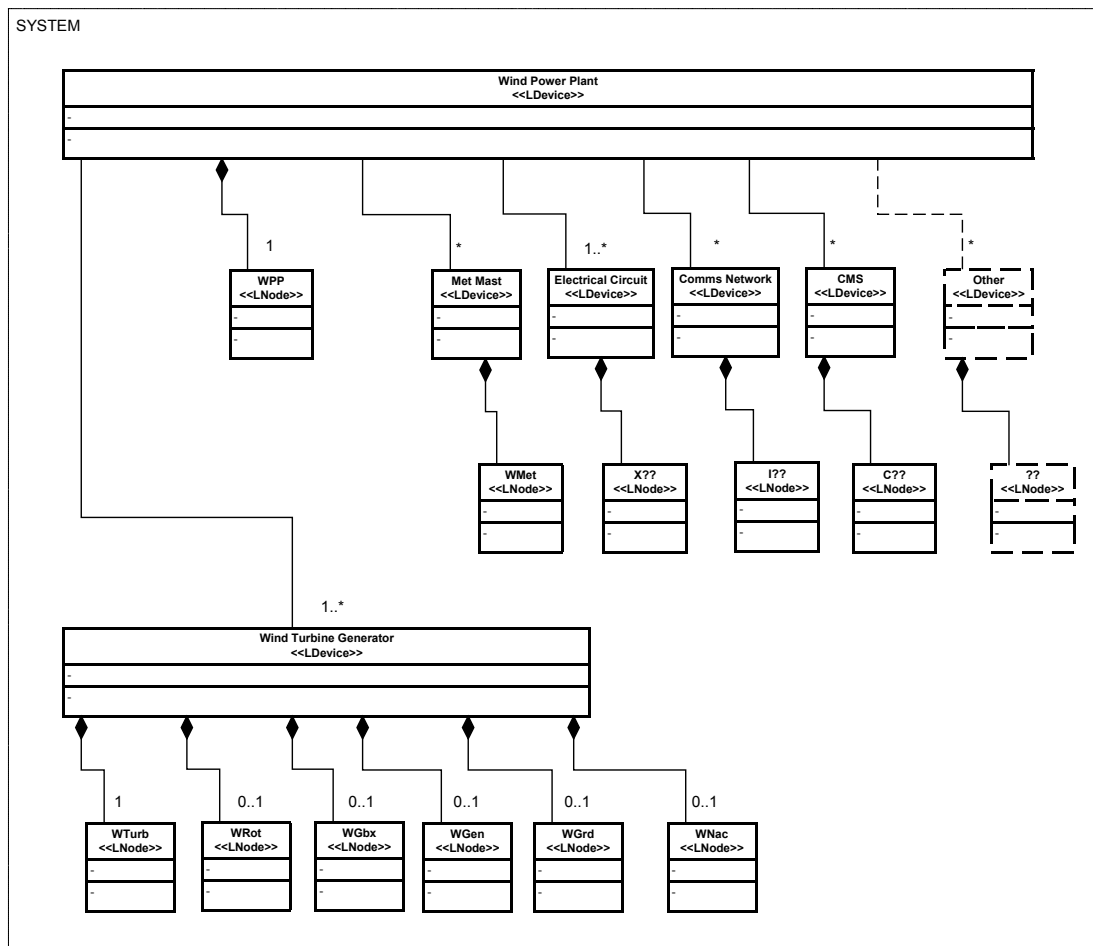 SYSTEM
Wind Power Plant
<<LDevice>>
-
-
1
*
1..*
*
*
*
WPP
<<LNode>>
-
-
Met Mast
<<LDevice>>
-
-
Electrical Circuit
<<LDevice>>
-
-
Comms Network
<<LDevice>>
-
-
CMS
<<LDevice>>
-
-
Other
<<LDevice>>
-
-
WMet
<<LNode>>
-
-
X??
<<LNode>>
-
-
I??
<<LNode>>
-
-
C??
<<LNode>>
-
-
??
<<LNode>>
-
-
1..*
Wind Turbine Generator
<<LDevice>>
-
-
1
0..1
0..1
0..1
0..1
0..1
WTurb
<<LNode>>
-
-
WRot
<<LNode>>
-
-
WGbx
<<LNode>>
-
-
WGen
<<LNode>>
-
-
WGrd
<<LNode>>
-
-
WNac
<<LNode>>
-
-